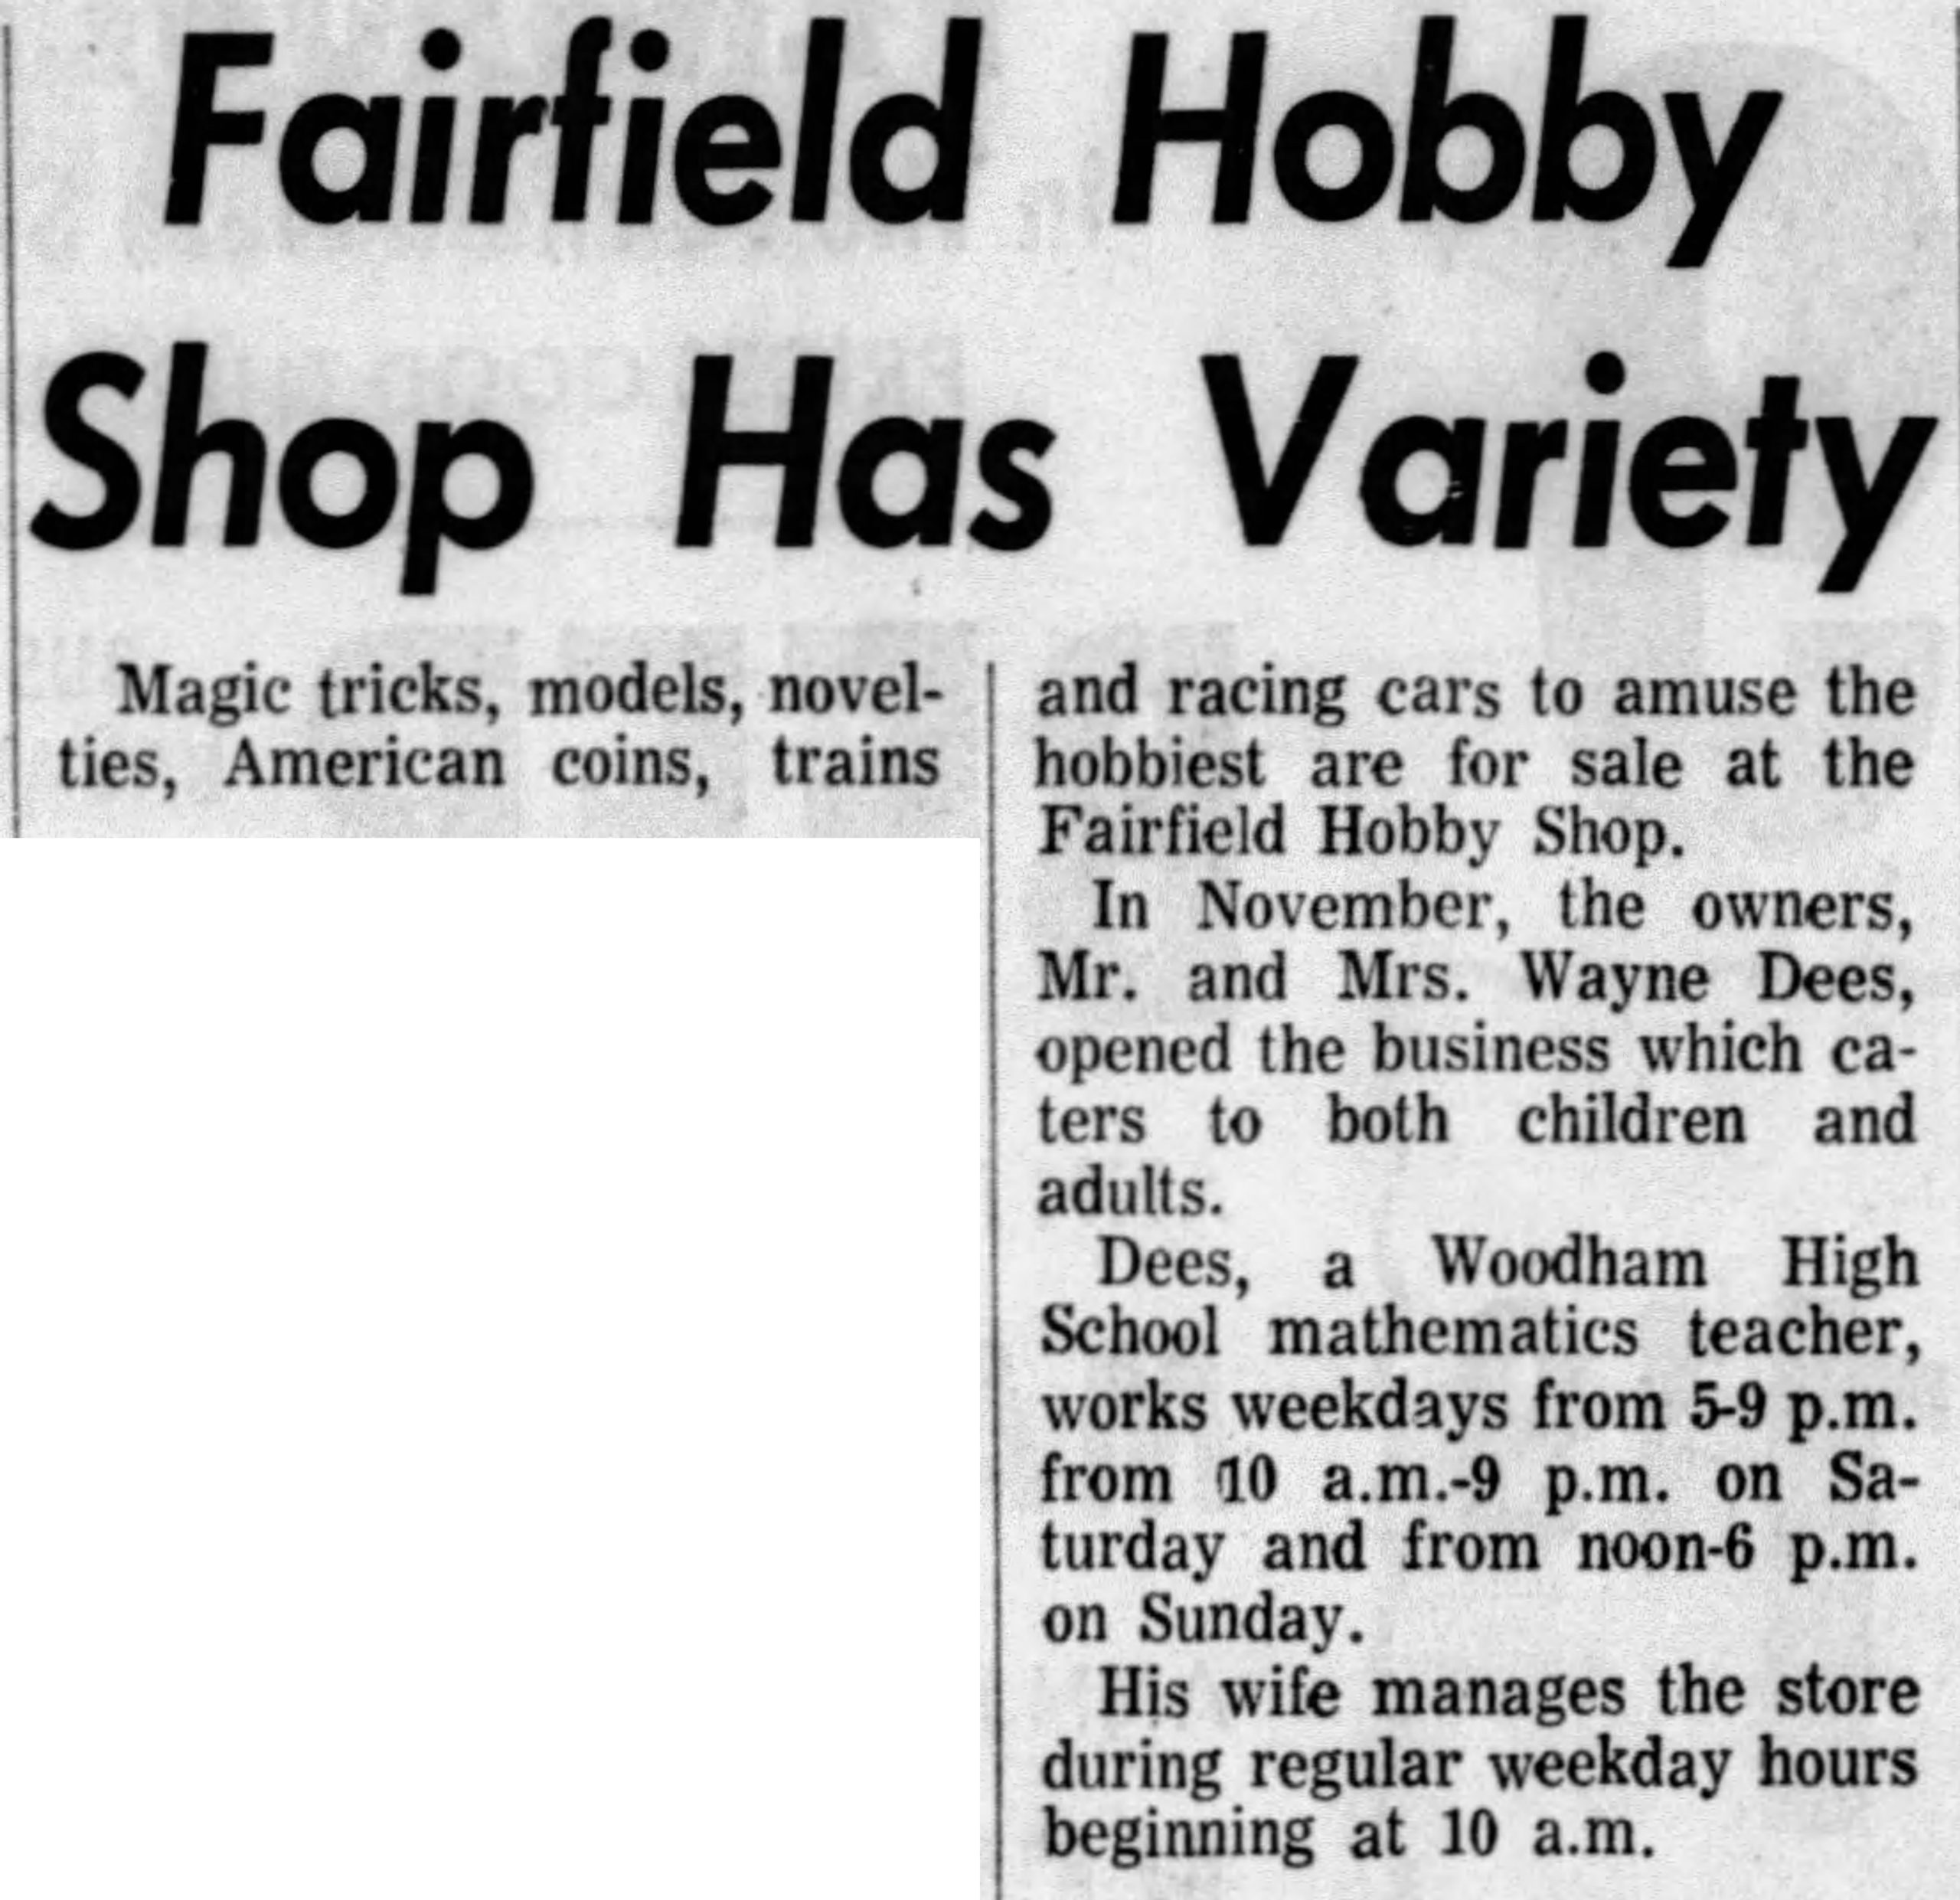 Fairfield Hobby
Shop Has Variety
Magic tricks, models, novel-
ties, American coins, trains
and racing cars to amuse the
hobbiest are for sale at the
Fairfield Hobby Shop.
In November, the owners,
Mr. and Mrs. Wayne Dees,
opened the business which ca-
ters to both children and
adults.
Dees, a Woodham High
School mathematics teacher,
works weekdays from 5-9 p.m.
from 10 a.m.-9 p.m. on Sa-
turday and from noon-6 p.m.
on Sunday.
His wife manages the store
during regular weekday hours
beginning at 10 a.m.